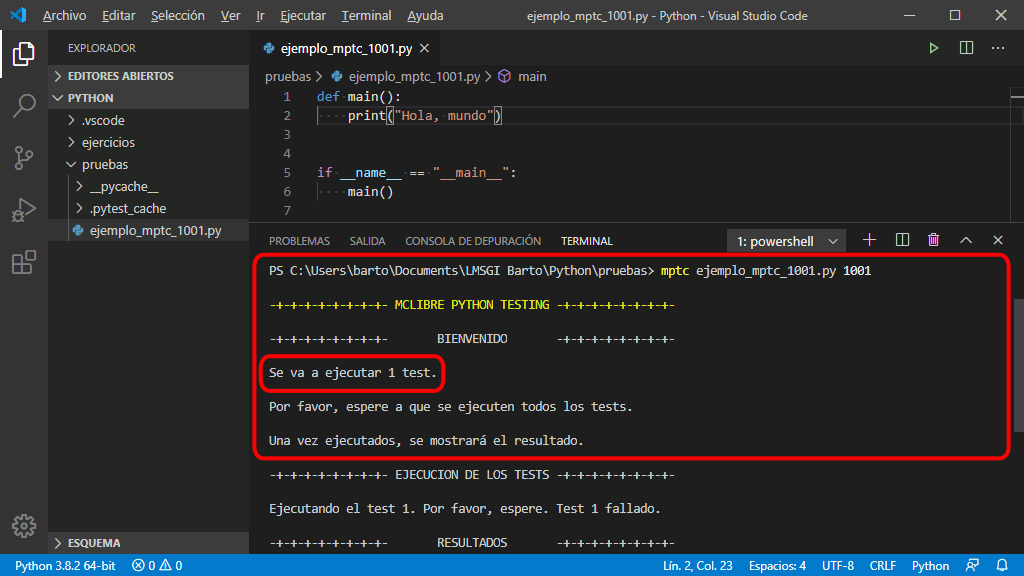 Archivo Editar Selección Ver Ir Ejecutar Terminal Ayuda ejemplo_mptc_1001.py - Python - Visual Studio Code
EXPLORADOR
EDITORES ABIERTOS
PYTHON
.vscode
ejercicios
pruebas
__pycache__
.pytest_cache
ejemplo_mptc_1001.py
ESQUEMA
ejemplo_mptc_1001.py
pruebas > ejemplo_mptc_1001.py > main
1 def main():
2 print("Hola, mundo")
3
4
5 if __name__ == "__main__":
6 main()
7
PROBLEMAS SALIDA CONSOLA DE DEPURACIÓN TERMINAL 1: powershell
PS C:\Users\barto\Documents\LMSGI Barto\Python\pruebas> mptc ejemplo_mptc_1001.py 1001
-+-+-+-+-+-+-+-+- MCLIBRE PYTHON TESTING -+-+-+-+-+-+-+-+-
-+-+-+-+-+-+-+-+- BIENVENIDO -+-+-+-+-+-+-+-+-
Se va a ejecutar 1 test.
Por favor, espere a que se ejecuten todos los tests.
Una vez ejecutados, se mostrará el resultado.
-+-+-+-+-+-+-+-+- EJECUCION DE LOS TESTS -+-+-+-+-+-+-+-+-
Ejecutando el test 1. Por favor, espere. Test 1 fallado.
-+-+-+-+-+-+-+-+- RESULTADOS -+-+-+-+-+-+-+-+-
Python 3.8.2 64-bit 0 0 Lín. 2, Col. 23 Espacios: 4 UTF-8 CRLF Python